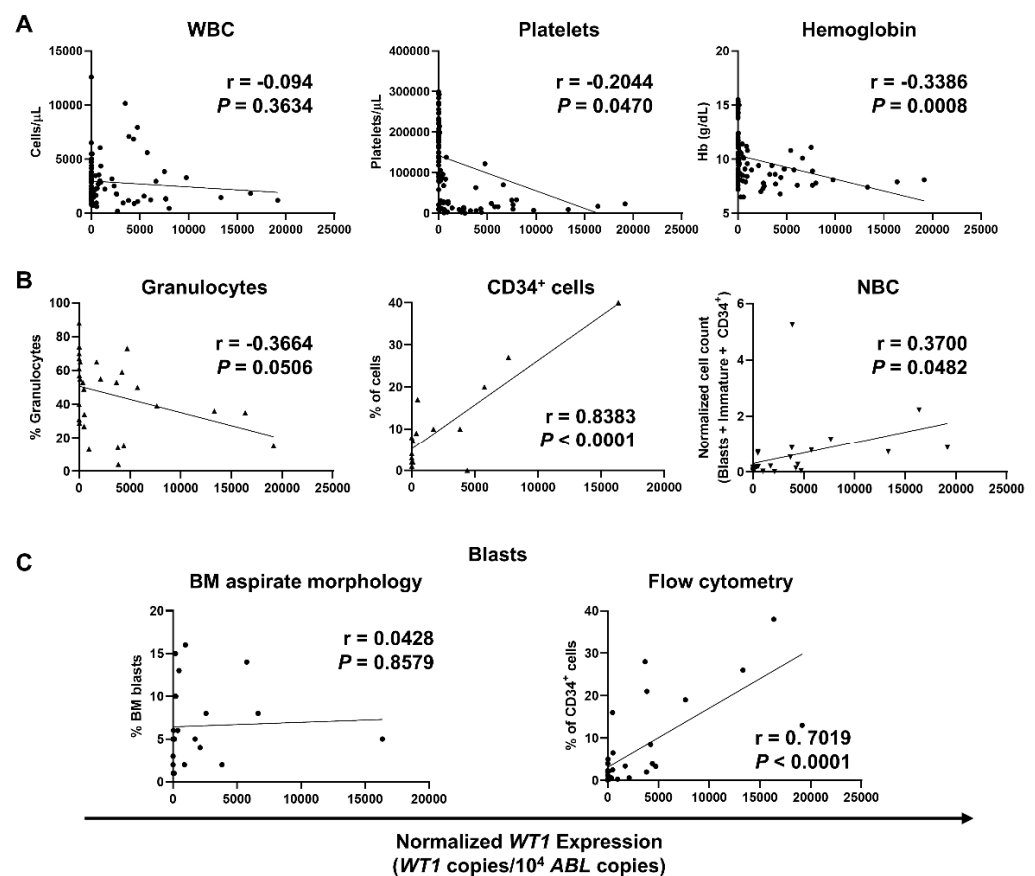 A
WBC
Platelets
Hemoglobin
Cells/µL
15000
10000
5000
0
r = -0.094
P = 0.3634
0 5000 10000 15000 20000 25000
Platelets/µL
400000
300000
200000
100000
0
r = -0.2044
P = 0.0470
0 5000 10000 15000 20000 25000
Hb (g/dL)
20
15
10
5
r = -0.3386
P = 0.0008
0 5000 10000 15000 20000 25000
B
Granulocytes
CD34+ cells
NBC
% Granulocytes
100
80
60
40
20
0
r = -0.3664
P = 0.0506
0 5000 10000 15000 20000 25000
% of cells
40
30
20
10
0
r = 0.8383
P < 0.0001
0 5000 10000 15000 20000
Normalized cell count
(Blasts + Immature + CD34+)
6
4
2
0
r = 0.3700
P = 0.0482
0 5000 10000 15000 20000 25000
C
Blasts
BM aspirate morphology
Flow cytometry
% BM blasts
20
15
10
5
0
r = 0.0428
P = 0.8579
0 5000 10000 15000 20000
% of CD34+ cells
40
30
20
10
0
r = 0. 7019
P < 0.0001
0 5000 10000 15000 20000 25000
Normalized WT1 Expression
(WT1 copies/10⁴ ABL copies)